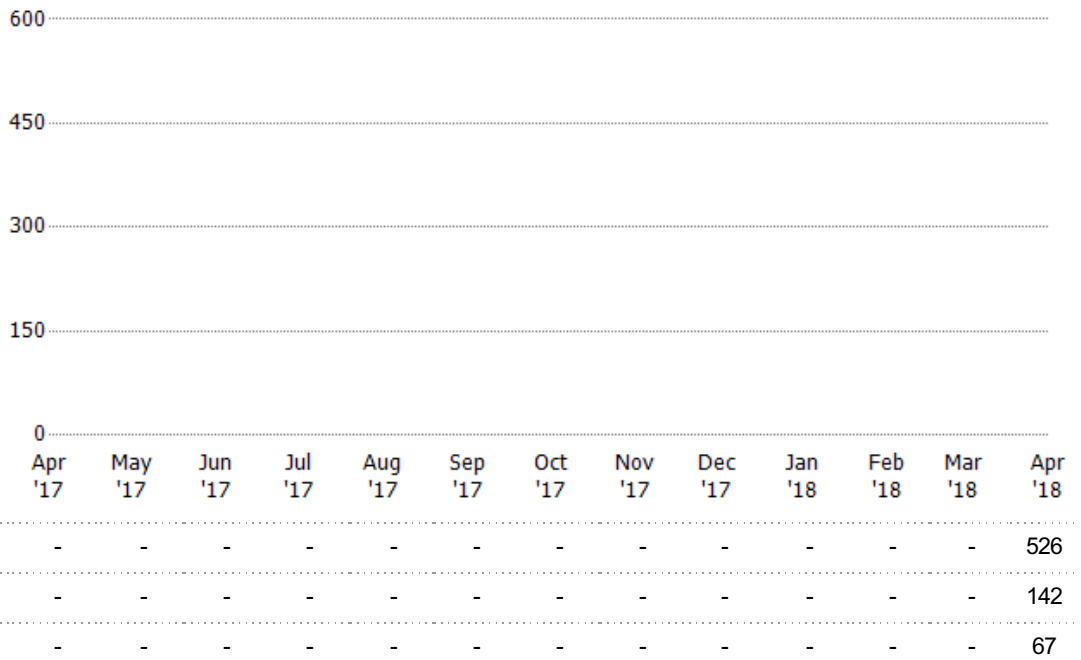 600
450
300
150
0
Apr May Jun Jul Aug Sep Oct Nov Dec Jan Feb Mar Apr
'17 '17 '17 '17 '17 '17 '17 '17 '17 '18 '18 '18 '18
- - - - - - - - - - - - 526
- - - - - - - - - - - - 142
- - - - - - - - - - - - 67